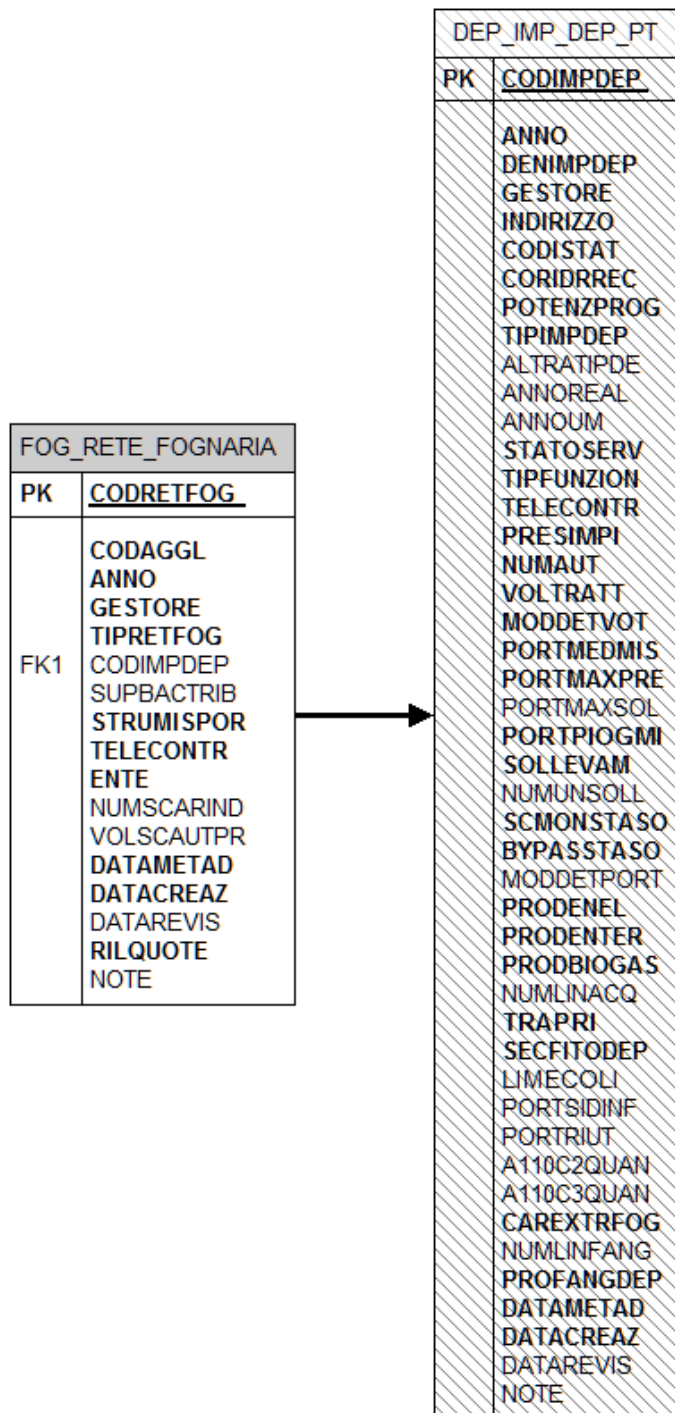 DEP_IMP_DEP_PT
PK CODIMPDEP
ANNO
DENIMPDEP
GESTORE
INDIRIZZO
CODISTAT
CORIDRREC
POTENZPROG
TIPIMPDEP
ALTRATIPDE
ANNOREAL
ANNOUM
STATOSERV
TIPFUNZION
TELECONTR
PRESIMPI
NUMAUT
VOLTRATT
MODDETVOT
PORTMEDMIS
PORTMAXPRE
PORTMAXSOL
PORTPIOGMI
SOLLEVAM
NUMUNSOLL
SCMONSTASO
BYPASSTASO
MODDETPORT
PRODENEL
PRODENTER
PRODBIOGAS
NUMLINACQ
TRAPRI
SECFITODEP
LIMECOLI
PORTSIDINF
PORTRIUT
A110C2QUAN
A110C3QUAN
CAREXTRFOG
NUMLINFANG
PROFANGDEP
DATAMETAD
DATACREAZ
DATAREVIS
NOTE
FOG_RETE_FOGNARIA
PK CODRETFOG
CODAGGL
ANNO
GESTORE
TIPRETFOG
FK1 CODIMPDEP
SUPBACTRIB
STRUMISPOR
TELECONTR
ENTE
NUMSCARIND
VOLSCAUTPR
DATAMETAD
DATACREAZ
DATAREVIS
RILQUOTE
NOTE